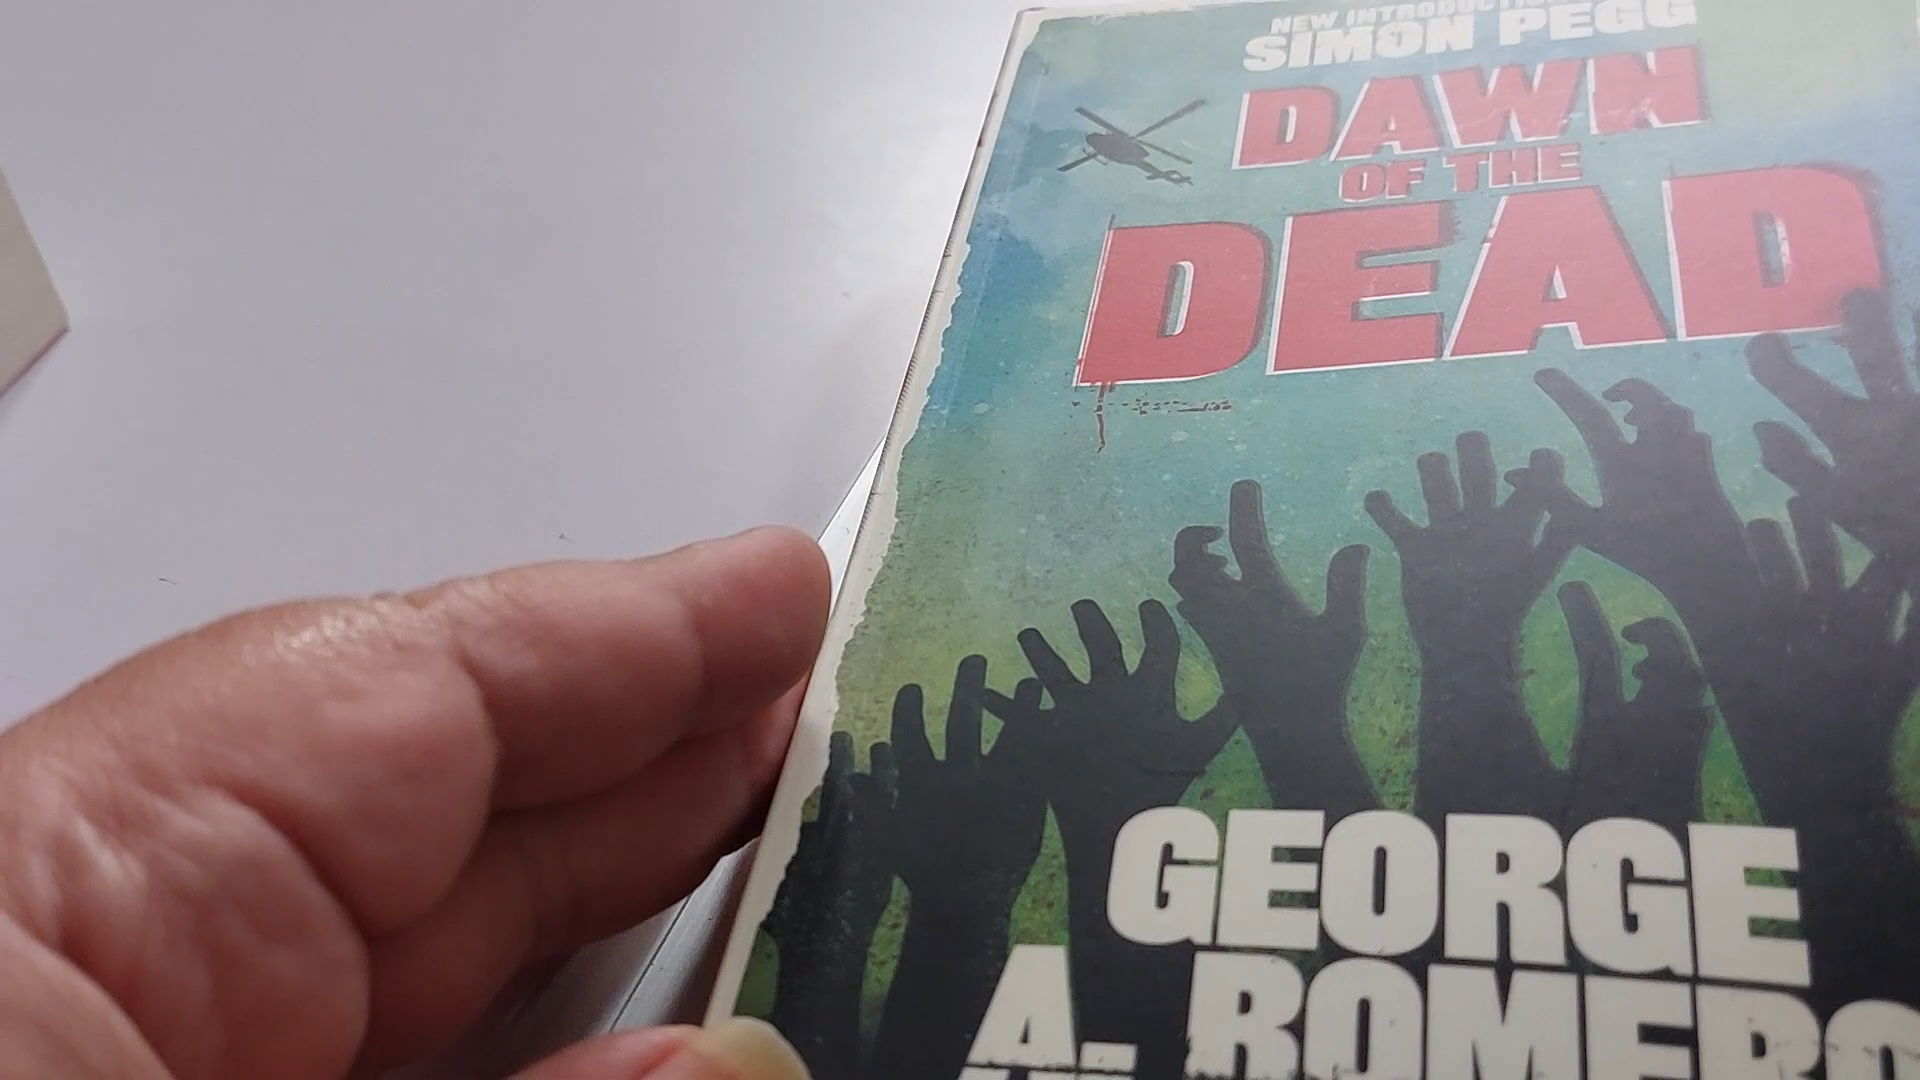 NEW INTRODUCTION
SIMON PEGG
DAWN
OF THE
DEAD
GEORGE
A. ROMERO